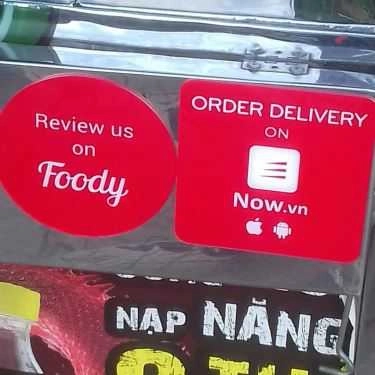 Review us
on
Foody
ORDER DELIVERY
ON
Now.vn
NẠP NĂNG